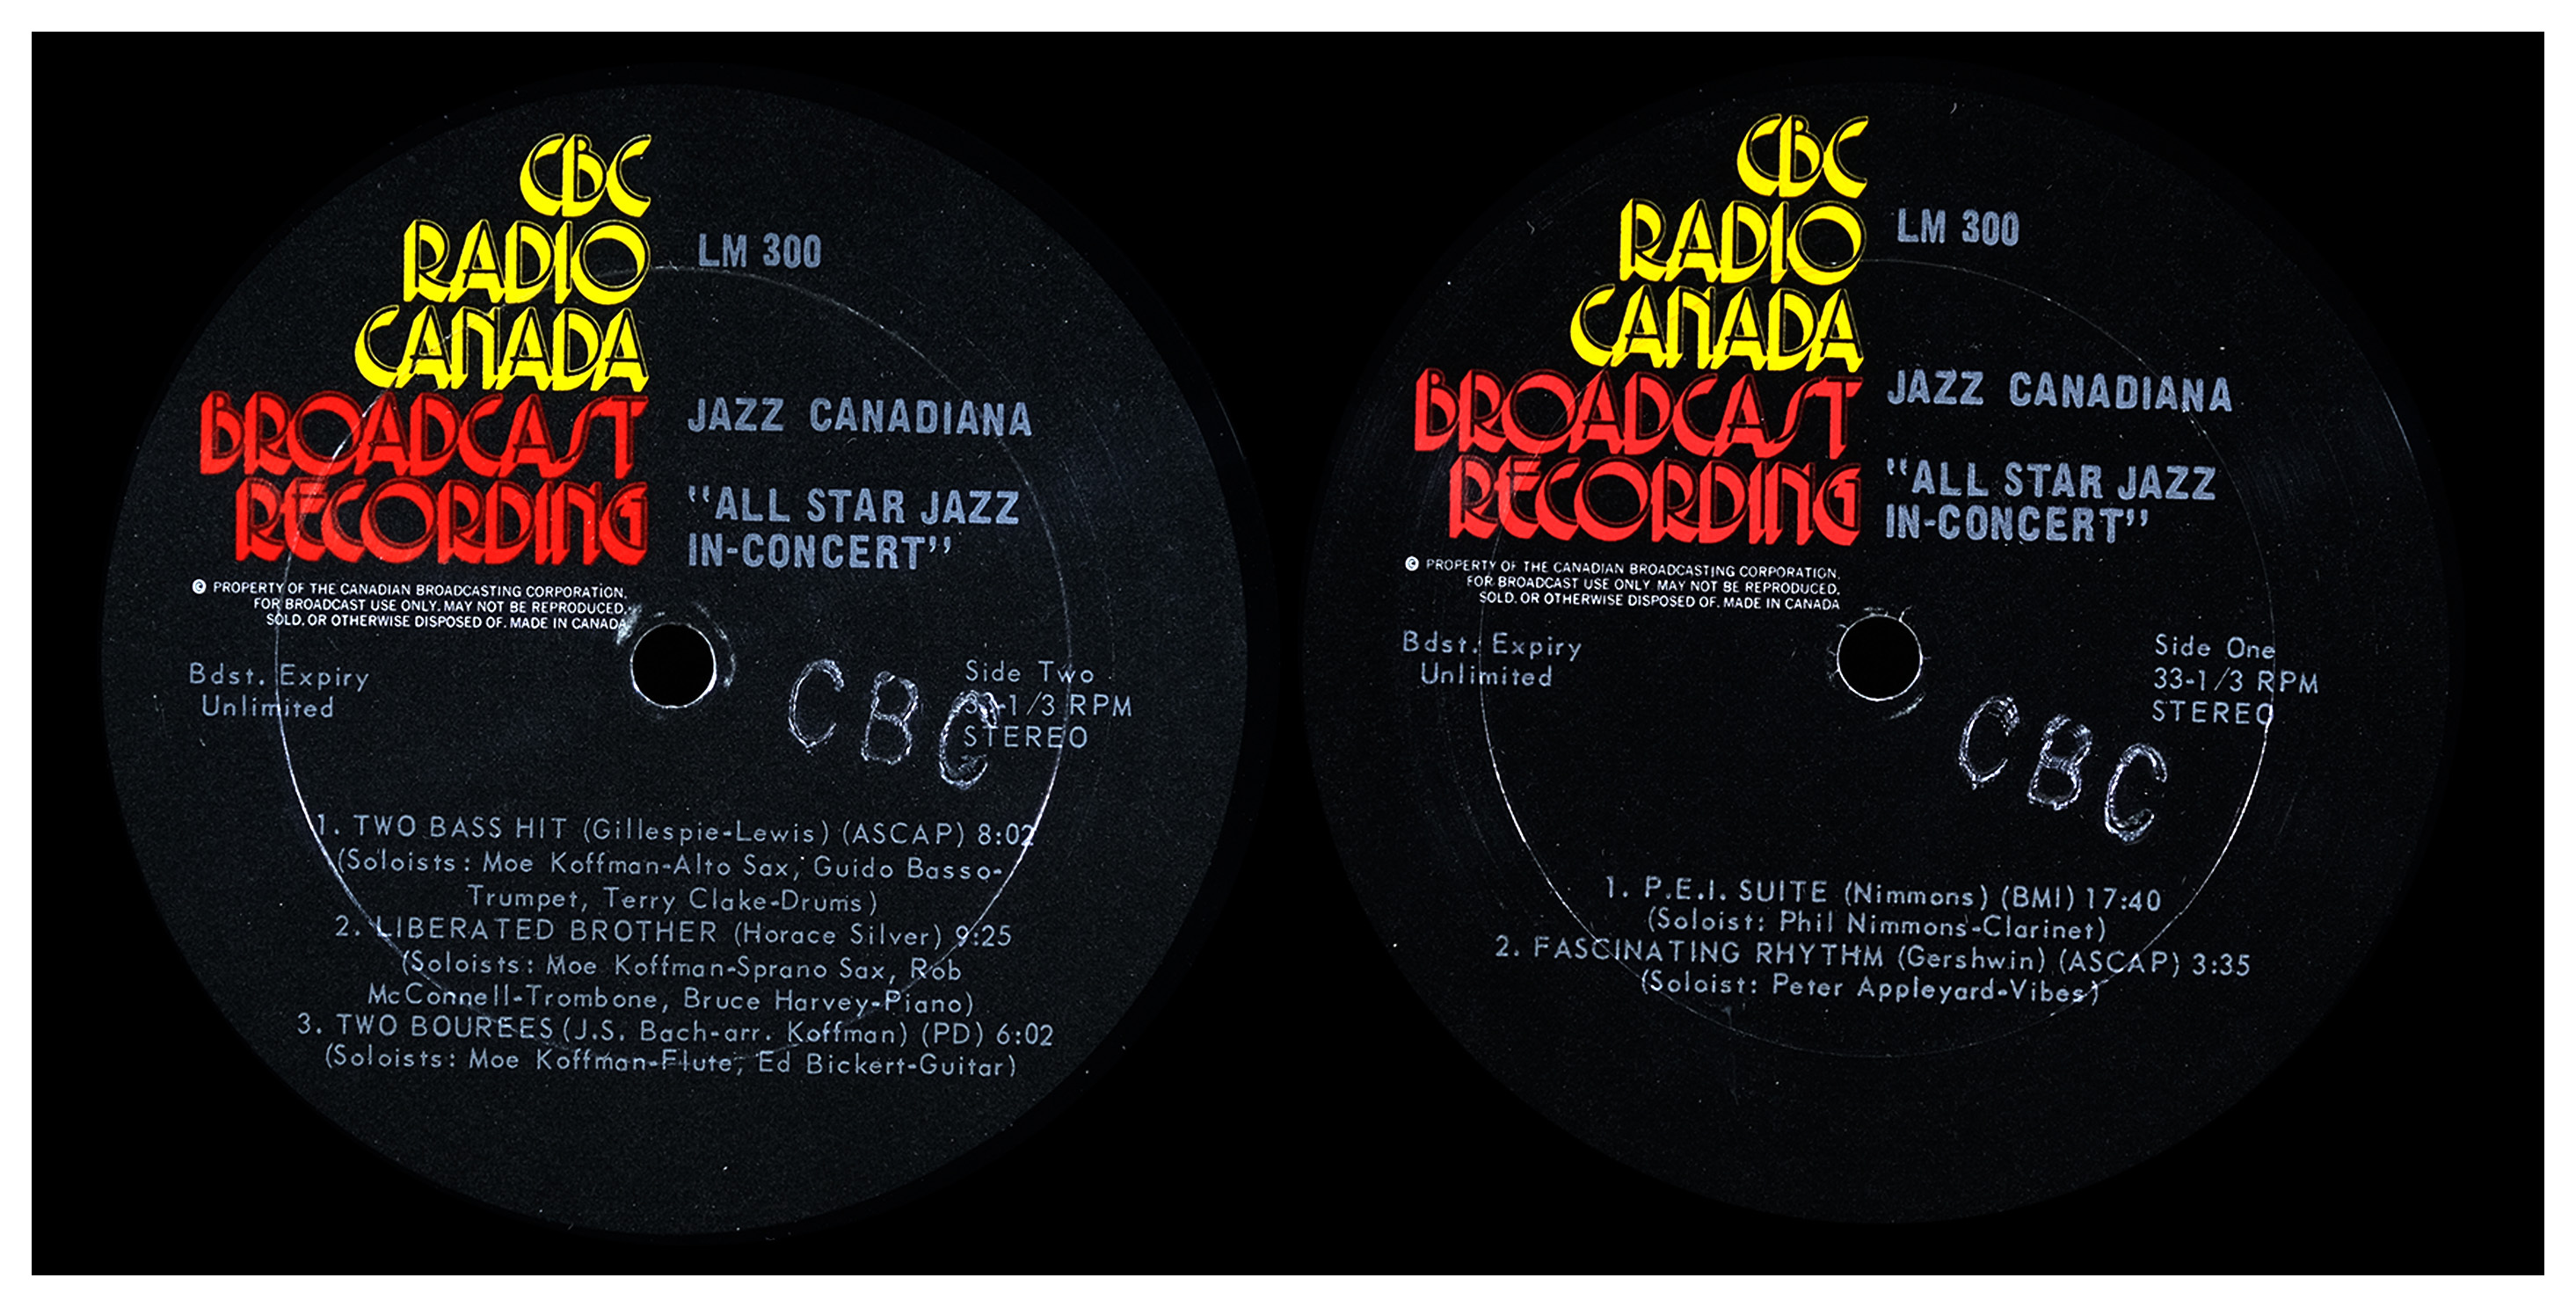 CBC
RADIO
CANADA
BROADCAST
RECORDING
© PROPERTY OF THE CANADIAN BROADCASTING CORPORATION.
FOR BROADCAST USE ONLY. MAY NOT BE REPRODUCED,
SOLD, OR OTHERWISE DISPOSED OF. MADE IN CANADA
LM 300
JAZZ CANADIANA
"ALL STAR JAZZ
IN-CONCERT"
Bdst. Expiry
Unlimited
Side Two
33-1/3 RPM
STEREO
CBC
1. TWO BASS HIT (Gillespie-Lewis) (ASCAP) 8:02
(Soloists: Moe Koffman-Alto Sax, Guido Basso-
Trumpet, Terry Clake-Drums)
2. LIBERATED BROTHER (Horace Silver) 9:25
(Soloists: Moe Koffman-Sprano Sax, Rob
McConnell-Trombone, Bruce Harvey-Piano)
3. TWO BOUREES (J.S. Bach-arr. Koffman) (PD) 6:02
(Soloists: Moe Koffman-Flute, Ed Bickert-Guitar)
CBC
RADIO
CANADA
BROADCAST
RECORDING
© PROPERTY OF THE CANADIAN BROADCASTING CORPORATION.
FOR BROADCAST USE ONLY. MAY NOT BE REPRODUCED,
SOLD, OR OTHERWISE DISPOSED OF. MADE IN CANADA
LM 300
JAZZ CANADIANA
"ALL STAR JAZZ
IN-CONCERT"
Bdst. Expiry
Unlimited
Side One
33-1/3 RPM
STEREO
CBC
1. P.E.I. SUITE (Nimmons) (BMI) 17:40
(Soloist: Phil Nimmons-Clarinet)
2. FASCINATING RHYTHM (Gershwin) (ASCAP) 3:35
(Soloist: Peter Appleyard-Vibes)